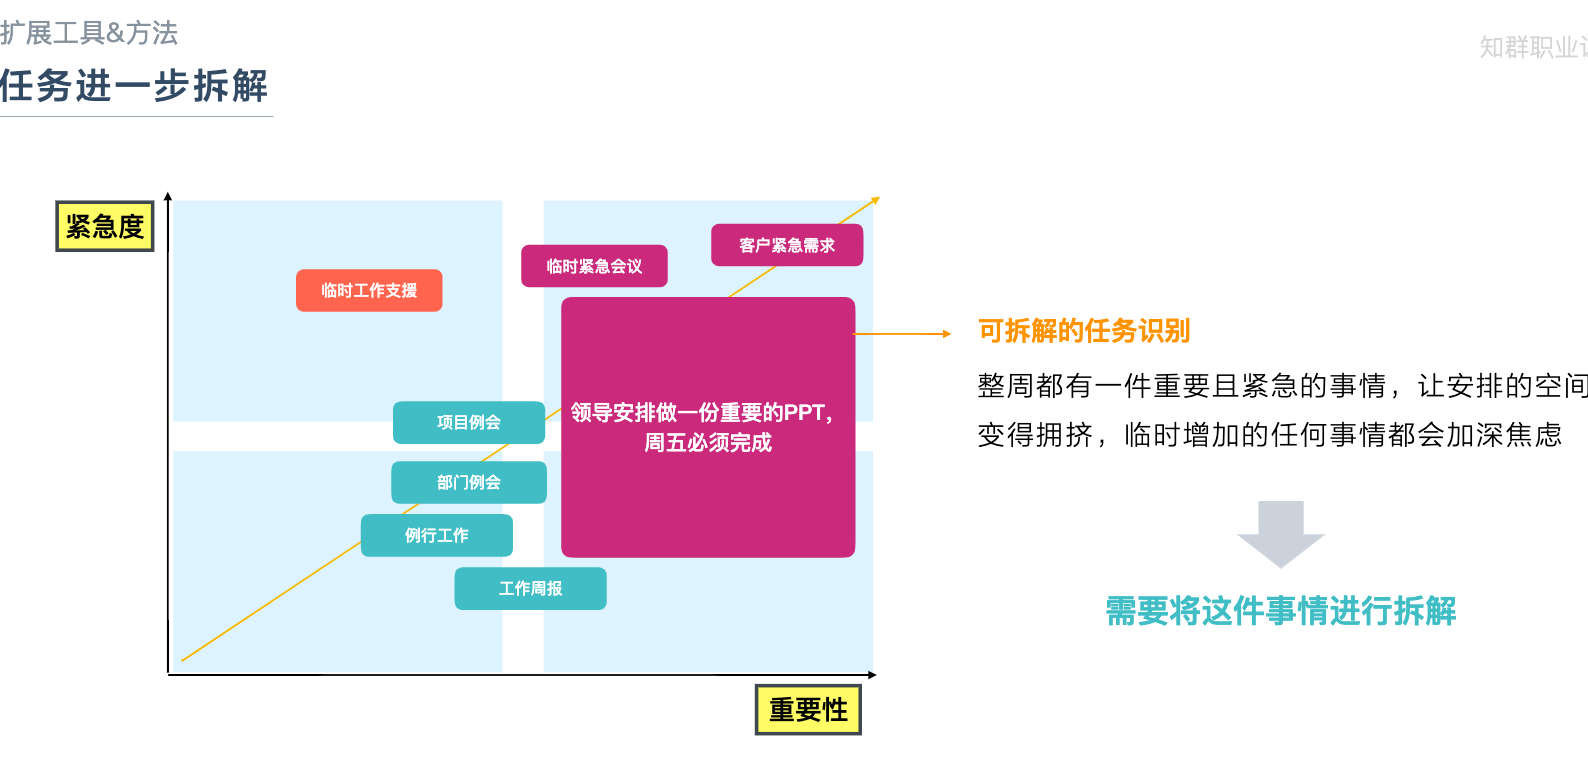 扩展工具&方法
知群职业
任务进一步拆解
紧急度
客户紧急需求
临时紧急会议
临时工作支援
领导安排做一份重要的PPT，
周五必须完成
项目例会
部门例会
例行工作
工作周报
重要性
可拆解的任务识别
整周都有一件重要且紧急的事情，让安排的空间
变得拥挤，临时增加的任何事情都会加深焦虑
需要将这件事情进行拆解